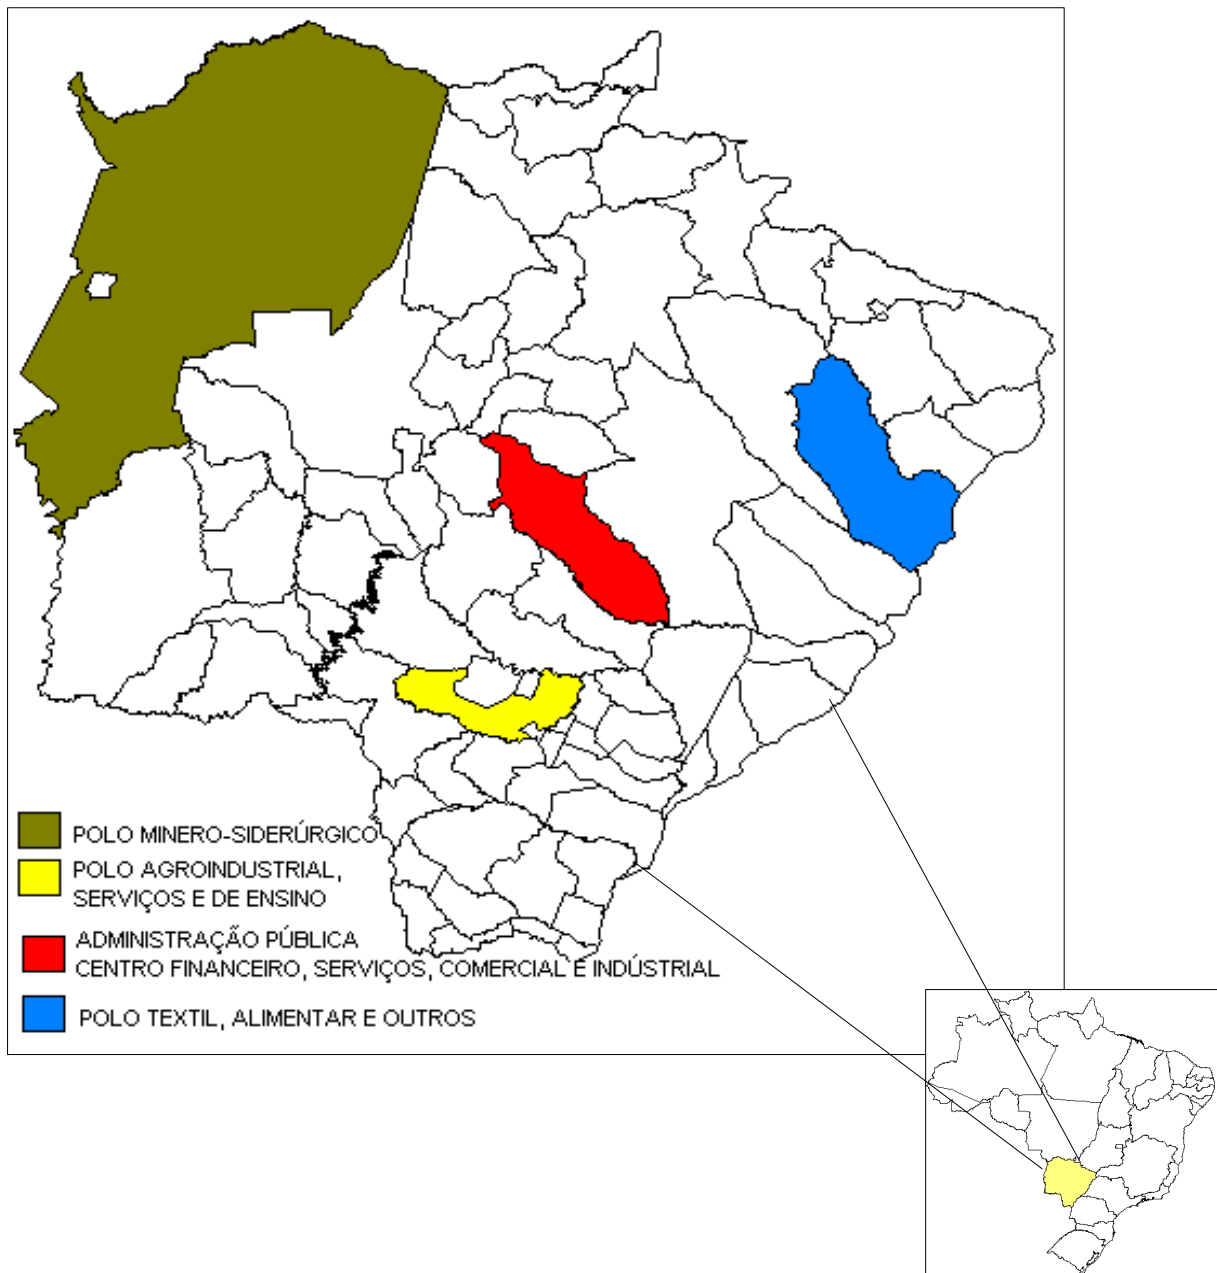 POLO MINERO-SIDERÚRGICO
POLO AGROINDUSTRIAL,
SERVIÇOS E DE ENSINO
ADMINISTRAÇÃO PÚBLICA
CENTRO FINANCEIRO, SERVIÇOS, COMERCIAL E INDÚSTRIAL
POLO TEXTIL, ALIMENTAR E OUTROS